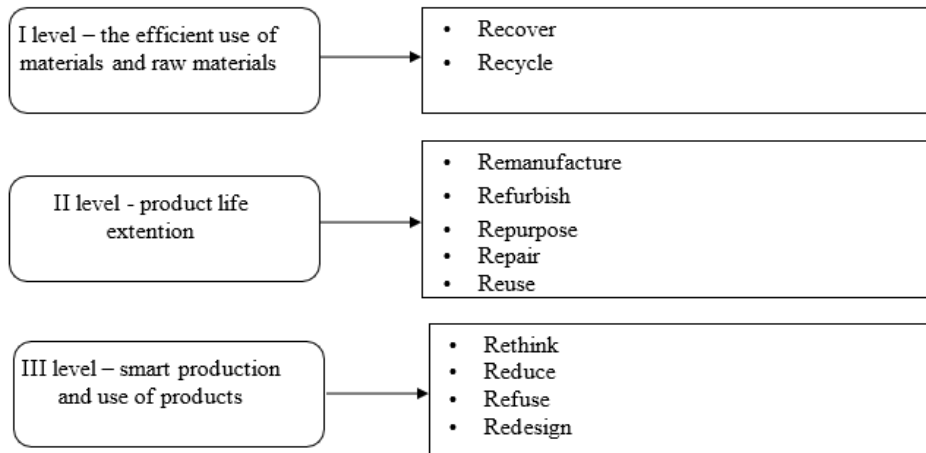 I level – the efficient use of
materials and raw materials
• Recover
• Recycle
II level - product life
extention
• Remanufacture
• Refurbish
• Repurpose
• Repair
• Reuse
III level – smart production
and use of products
• Rethink
• Reduce
• Refuse
• Redesign